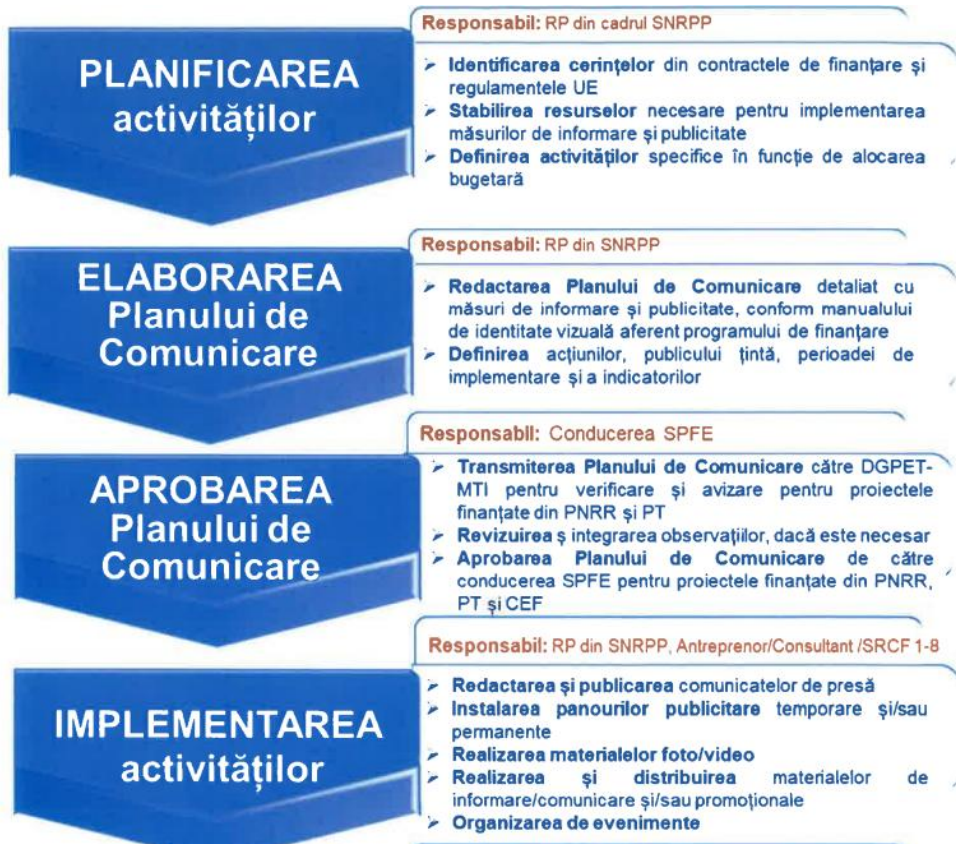 PLANIFICAREA
activităților
Responsabil: RP din cadrul SNRPP
➢ Identificarea cerințelor din contractele de finanțare și
regulamentele UE
➢ Stabilirea resurselor necesare pentru implementarea
măsurilor de informare și publicitate
➢ Definirea activităților specifice în funcție de alocarea
bugetară
ELABORAREA
Planului de
Comunicare
Responsabil: RP din SNRPP
➢ Redactarea Planului de Comunicare detaliat cu
măsuri de informare și publicitate, conform manualului
de identitate vizuală aferent programului de finanțare
➢ Definirea acțiunilor, publicului țintă, perioadei de
implementare și a indicatorilor
APROBAREA
Planului de
Comunicare
Responsabil: Conducerea SPFE
➢ Transmiterea Planului de Comunicare către DGPET-
MTI pentru verificare și avizare pentru proiectele
finanțate din PNRR și PT
➢ Revizuirea ș integrarea observațiilor, dacă este necesar
➢ Aprobarea Planului de Comunicare de către
conducerea SPFE pentru proiectele finanțate din PNRR,
PT și CEF
IMPLEMENTAREA
activităților
Responsabil: RP din SNRPP, Antreprenor/Consultant /SRCF 1-8
➢ Redactarea și publicarea comunicatelor de presă
➢ Instalarea panourilor publicitare temporare și/sau
permanente
➢ Realizarea materialelor foto/video
➢ Realizarea și distribuirea materialelor de
informare/comunicare și/sau promoționale
➢ Organizarea de evenimente